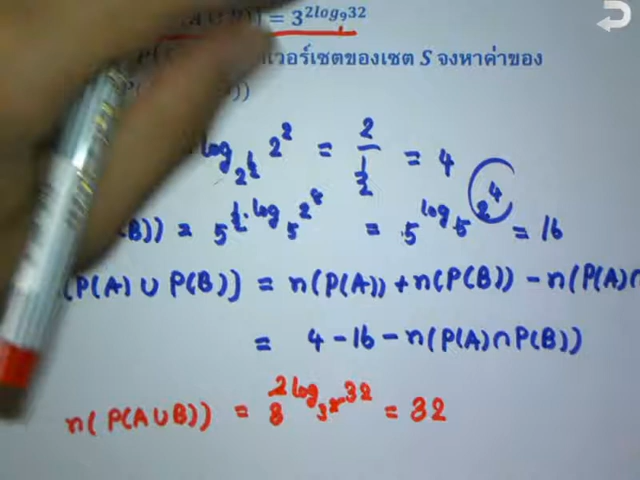 )) = 3^{2log_9 32}
เวอร์เซตของเซต S จงหาค่าของ
))
log_{2^{1/2}} 2^2 = 2/(1/2) = 4
B)) = 5^{1/2·log_5 2^8} = 5^{log_5 2^4} = 16
(P(A) ∪ P(B)) = n(P(A)) + n(P(B)) - n(P(A)∩
= 4 - 16 - n(P(A)∩P(B))
n(P(A∪B)) = 3^{2log_{3^2} 32} = 32